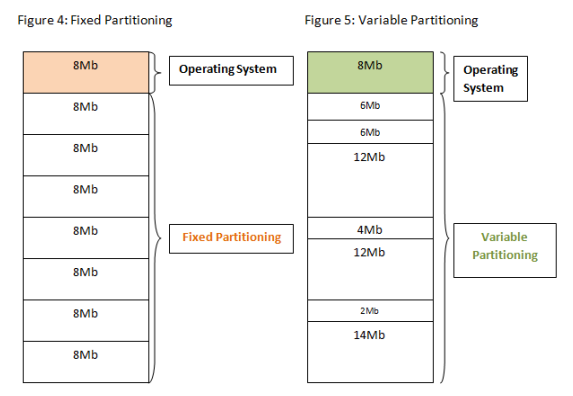 Figure 4: Fixed Partitioning
Figure 5: Variable Partitioning
8Mb
Operating System
8Mb
8Mb
8Mb
8Mb
8Mb
8Mb
8Mb
Fixed Partitioning
8Mb
Operating
System
6Mb
6Mb
12Mb
4Mb
12Mb
2Mb
14Mb
Variable
Partitioning